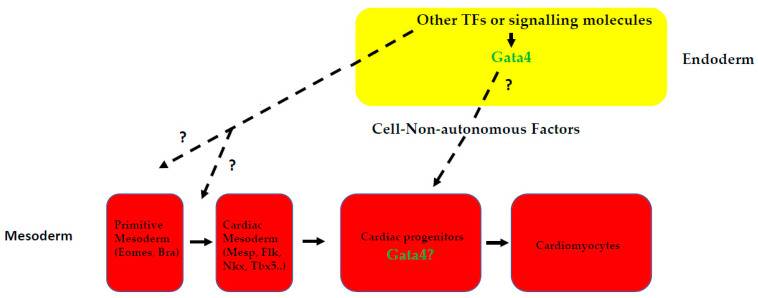 Other TFs or signalling molecules
Gata4
Endoderm
?
Cell-Non-autonomous Factors
?
?
Mesoderm
Primitive
Mesoderm
(Eomes, Bra)
Cardiac
Mesoderm
(Mesp, Flk,
Nkx, Tbx5..)
Cardiac progenitors
Gata4?
Cardiomyocytes